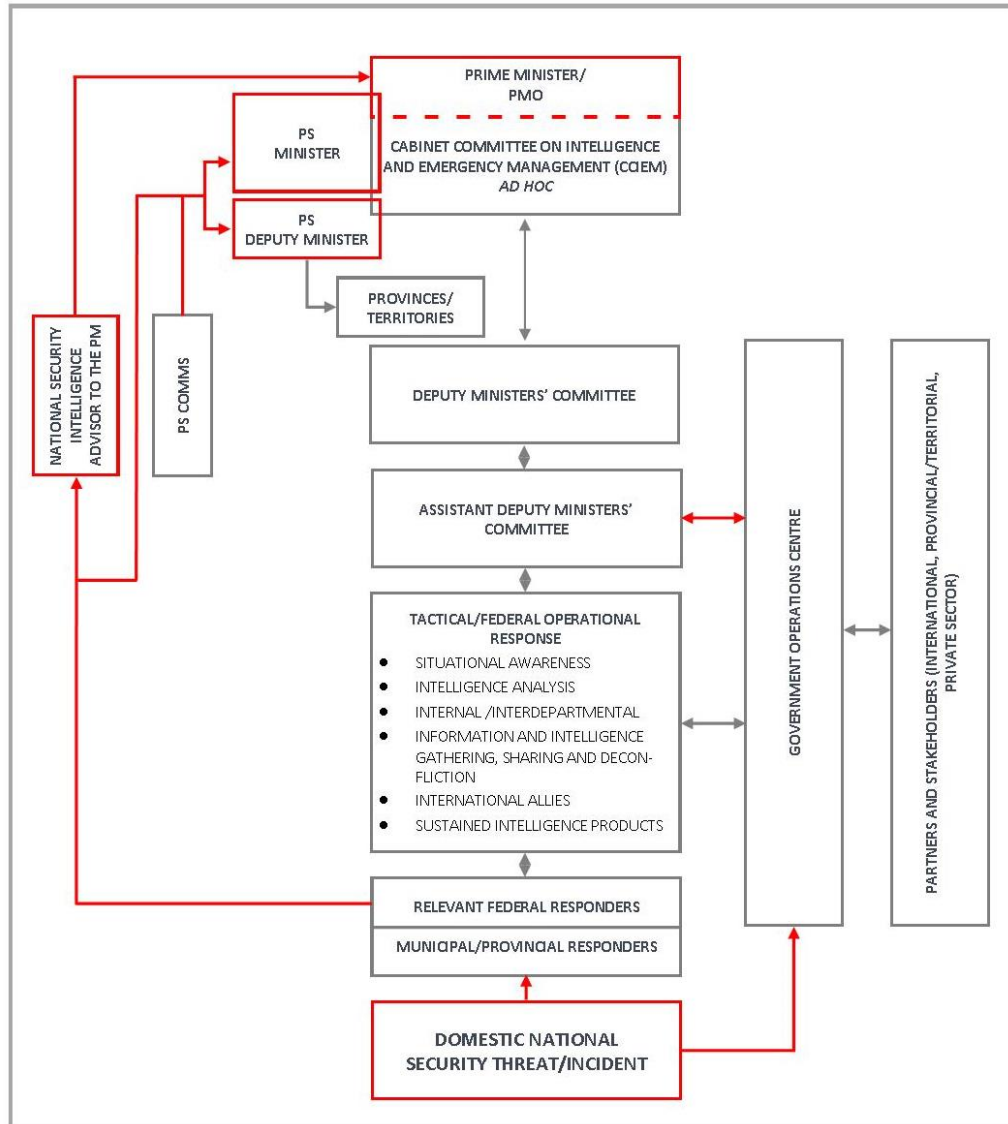 PRIME MINISTER/
PMO
PS
MINISTER
CABINET COMMITTEE ON INTELLIGENCE
AND EMERGENCY MANAGEMENT (CCIEM)
AD HOC
PS
DEPUTY MINISTER
PROVINCES/
TERRITORIES
NATIONAL SECURITY
INTELLIGENCE
ADVISOR TO THE PM
PS COMMS
DEPUTY MINISTERS’ COMMITTEE
ASSISTANT DEPUTY MINISTERS’
COMMITTEE
TACTICAL/FEDERAL OPERATIONAL
RESPONSE
● SITUATIONAL AWARENESS
● INTELLIGENCE ANALYSIS
● INTERNAL /INTERDEPARTMENTAL
● INFORMATION AND INTELLIGENCE
GATHERING, SHARING AND DECON-
FLICTION
● INTERNATIONAL ALLIES
● SUSTAINED INTELLIGENCE PRODUCTS
GOVERNMENT OPERATIONS CENTRE
PARTNERS AND STAKEHOLDERS (INTERNATIONAL, PROVINCIAL/TERRITORIAL,
PRIVATE SECTOR)
RELEVANT FEDERAL RESPONDERS
MUNICIPAL/PROVINCIAL RESPONDERS
DOMESTIC NATIONAL
SECURITY THREAT/INCIDENT